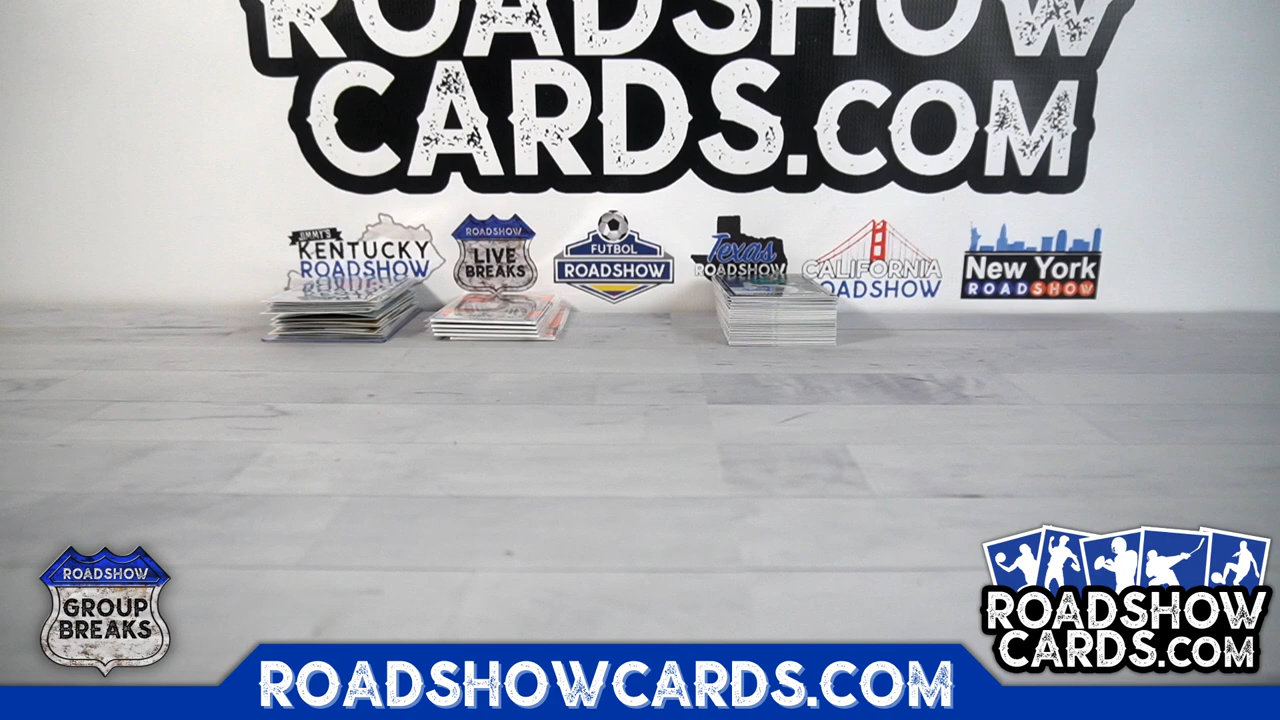 ROADSHOW
CARDS.COM
JIMMY'S
KENTUCKY
ROADSHOW
ROADSHOW
LIVE
BREAKS
FUTBOL
ROADSHOW
Texas
ROADSHOW
CALIFORNIA
ROADSHOW
New York
ROADSHOW
ROADSHOW
GROUP
BREAKS
ROADSHOW
CARDS.COM
ROADSHOWCARDS.COM